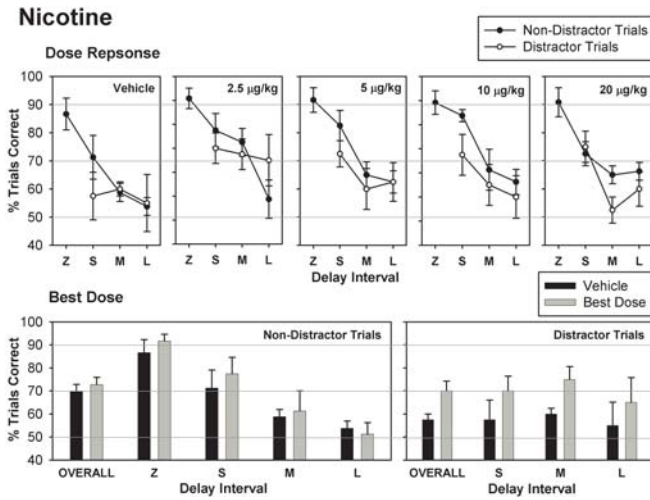 Nicotine
Dose Repsonse
Non-Distractor Trials
Distractor Trials
% Trials Correct
100
90
80
70
60
50
40
Vehicle
2.5 µg/kg
5 µg/kg
10 µg/kg
20 µg/kg
Z S M L
Z S M L
Z S M L
Z S M L
Z S M L
Delay Interval
Best Dose
Vehicle
Best Dose
% Trials Correct
100
90
80
70
60
50
40
Non-Distractor Trials
Distractor Trials
OVERALL Z S M L
OVERALL S M L
Delay Interval
Delay Interval